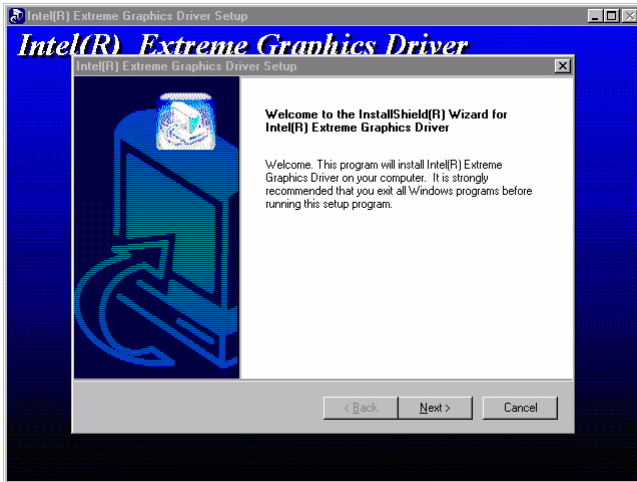 Intel(R) Extreme Graphics Driver Setup
Intel(R) Extreme Graphics Driver
Intel(R) Extreme Graphics Driver Setup
Welcome to the InstallShield(R) Wizard for
Intel(R) Extreme Graphics Driver
Welcome. This program will install Intel(R) Extreme
Graphics Driver on your computer. It is strongly
recommended that you exit all Windows programs before
running this setup program.
< Back
Next >
Cancel